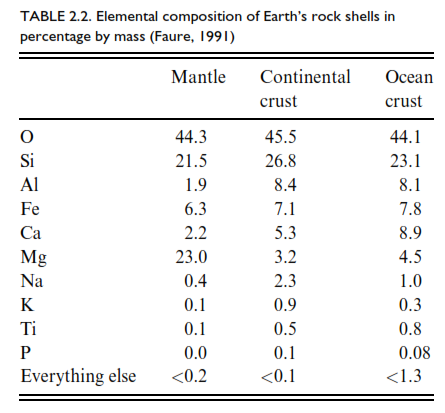 TABLE 2.2. Elemental composition of Earth's rock shells in
percentage by mass (Faure, 1991)
Mantle Continental Ocean
crust crust
O 44.3 45.5 44.1
Si 21.5 26.8 23.1
Al 1.9 8.4 8.1
Fe 6.3 7.1 7.8
Ca 2.2 5.3 8.9
Mg 23.0 3.2 4.5
Na 0.4 2.3 1.0
K 0.1 0.9 0.3
Ti 0.1 0.5 0.8
P 0.0 0.1 0.08
Everything else <0.2 <0.1 <1.3